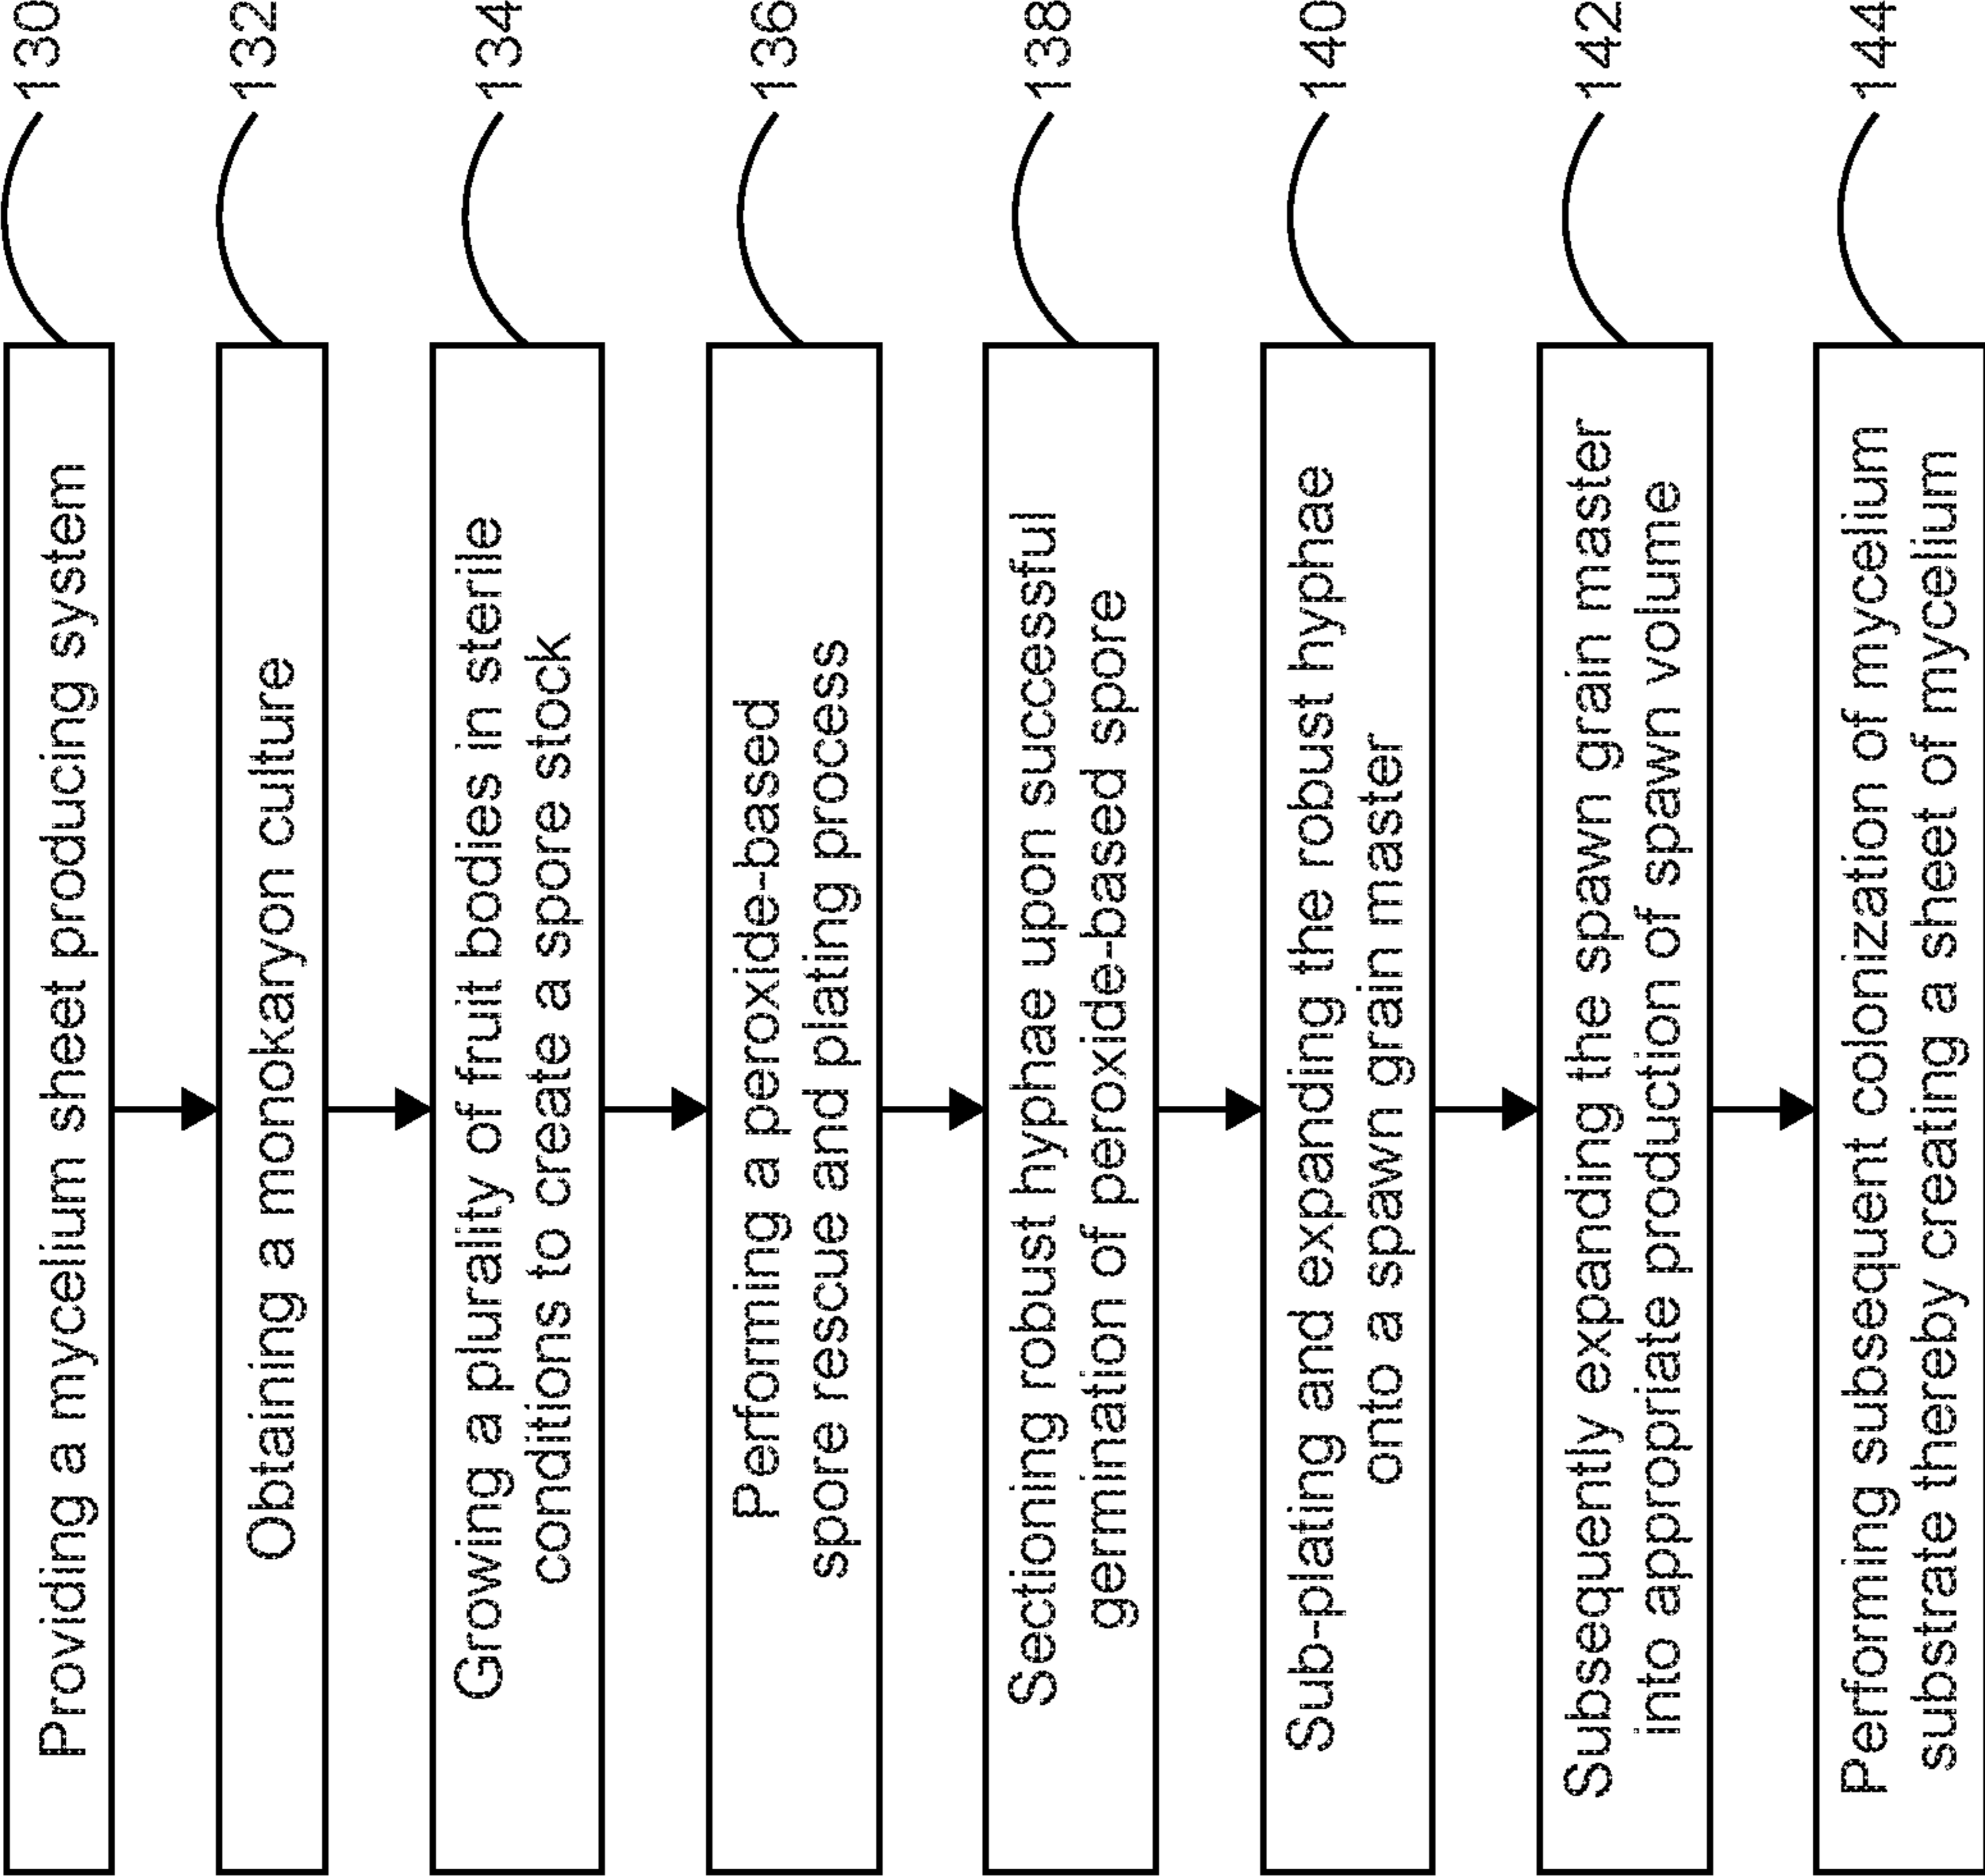 Providing a mycelium sheet producing system
130
Obtaining a monokaryon culture
132
Growing a plurality of fruit bodies in sterile
conditions to create a spore stock
134
Performing a peroxide-based
spore rescue and plating process
136
Sectioning robust hyphae upon successful
germination of peroxide-based spore
138
Sub-plating and expanding the robust hyphae
onto a spawn grain master
140
Subsequently expanding the spawn grain master
into appropriate production of spawn volume
142
Performing subsequent colonization of mycelium
substrate thereby creating a sheet of mycelium
144